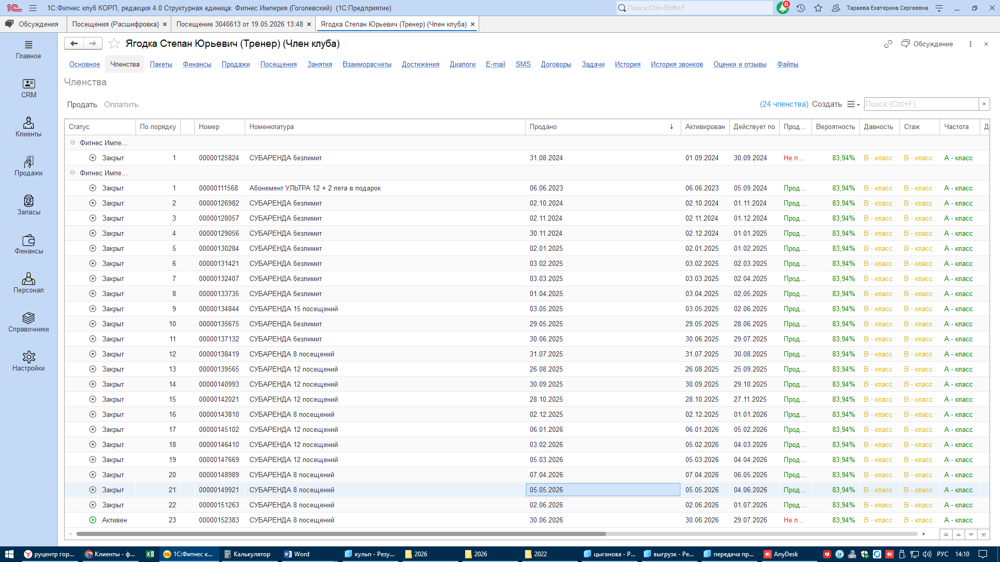 1С:Фитнес клуб КОРП, редакция 4.0 Структурная единица: Фитнес Империя (Гоголевский) (1С:Предприятие)
Поиск Ctrl+Shift+F
6
Тараева Екатерина Сергеевна
Обсуждения
Посещения (Расшифровка) ×
Посещение 3046613 от 19.05.2026 13:48 ×
Ягодка Степан Юрьевич (Тренер) (Член клуба) ×
Ягодка Степан Юрьевич (Тренер) (Член клуба)
Обсуждение
Основное Членства Пакеты Финансы Продажи Посещения Занятия Взаиморасчеты Достижения Диалоги E-mail SMS Договоры Задачи История История звонков Оценки и отзывы Файлы
Членства
Продать Оплатить
(24 членства) Создать Поиск (Ctrl+F) ×
Главное
CRM
Клиенты
Продажи
Запасы
Финансы
Персонал
Справочники
Настройки
Статус По порядку Номер Номенклатура Продано ↓ Активирован Действует по Прод... Вероятность Давность Стаж Частота
Фитнес Импе...
Закрыт 1 00000125824 СУБАРЕНДА безлимит 31.08.2024 01.09.2024 30.09.2024 Не п... 83,94% В - класс В - класс А - класс
Фитнес Импе...
Закрыт 1 00000111568 Абонемент УЛЬТРА 12 + 2 лета в подарок 06.06.2023 06.06.2023 05.09.2024 Прод... 83,94% В - класс В - класс А - класс
Закрыт 2 00000126982 СУБАРЕНДА безлимит 02.10.2024 02.10.2024 01.11.2024 Прод... 83,94% В - класс В - класс А - класс
Закрыт 3 00000128057 СУБАРЕНДА безлимит 02.11.2024 02.11.2024 01.12.2024 Прод... 83,94% В - класс В - класс А - класс
Закрыт 4 00000129056 СУБАРЕНДА безлимит 30.11.2024 02.12.2024 01.01.2025 Прод... 83,94% В - класс В - класс А - класс
Закрыт 5 00000130284 СУБАРЕНДА безлимит 02.01.2025 02.01.2025 01.02.2025 Прод... 83,94% В - класс В - класс А - класс
Закрыт 6 00000131421 СУБАРЕНДА безлимит 03.02.2025 03.02.2025 02.03.2025 Прод... 83,94% В - класс В - класс А - класс
Закрыт 7 00000132407 СУБАРЕНДА безлимит 03.03.2025 03.03.2025 02.04.2025 Прод... 83,94% В - класс В - класс А - класс
Закрыт 8 00000133735 СУБАРЕНДА безлимит 01.04.2025 03.04.2025 02.05.2025 Прод... 83,94% В - класс В - класс А - класс
Закрыт 9 00000134844 СУБАРЕНДА 15 посещений 03.05.2025 03.05.2025 02.06.2025 Прод... 83,94% В - класс В - класс А - класс
Закрыт 10 00000135675 СУБАРЕНДА безлимит 29.05.2025 29.05.2025 28.06.2025 Прод... 83,94% В - класс В - класс А - класс
Закрыт 11 00000137132 СУБАРЕНДА безлимит 30.06.2025 30.06.2025 29.07.2025 Прод... 83,94% В - класс В - класс А - класс
Закрыт 12 00000138419 СУБАРЕНДА 8 посещений 31.07.2025 31.07.2025 30.08.2025 Прод... 83,94% В - класс В - класс А - класс
Закрыт 13 00000139565 СУБАРЕНДА 12 посещений 26.08.2025 26.08.2025 25.09.2025 Прод... 83,94% В - класс В - класс А - класс
Закрыт 14 00000140993 СУБАРЕНДА 12 посещений 30.09.2025 30.09.2025 29.10.2025 Прод... 83,94% В - класс В - класс А - класс
Закрыт 15 00000142021 СУБАРЕНДА 12 посещений 28.10.2025 28.10.2025 27.11.2025 Прод... 83,94% В - класс В - класс А - класс
Закрыт 16 00000143810 СУБАРЕНДА 8 посещений 02.12.2025 02.12.2025 01.01.2026 Прод... 83,94% В - класс В - класс А - класс
Закрыт 17 00000145102 СУБАРЕНДА 12 посещений 06.01.2026 06.01.2026 05.02.2026 Прод... 83,94% В - класс В - класс А - класс
Закрыт 18 00000146410 СУБАРЕНДА 12 посещений 03.02.2026 05.02.2026 04.03.2026 Прод... 83,94% В - класс В - класс А - класс
Закрыт 19 00000147669 СУБАРЕНДА 12 посещений 05.03.2026 05.03.2026 04.04.2026 Прод... 83,94% В - класс В - класс А - класс
Закрыт 20 00000148989 СУБАРЕНДА 8 посещений 07.04.2026 07.04.2026 06.05.2026 Прод... 83,94% В - класс В - класс А - класс
Закрыт 21 00000149921 СУБАРЕНДА 8 посещений 05.05.2026 05.05.2026 04.06.2026 Прод... 83,94% В - класс В - класс А - класс
Закрыт 22 00000151263 СУБАРЕНДА 8 посещений 02.06.2026 02.06.2026 01.07.2026 Прод... 83,94% В - класс В - класс А - класс
Активен 23 00000152383 СУБАРЕНДА 8 посещений 30.06.2026 30.06.2026 29.07.2026 Не п... 83,94% В - класс В - класс А - класс
руцентр гор... Клиенты - ф... 1С:Фитнес к... Калькулятор Word кульп - Резу... 2026 2026 2022 цыганова - Р... выгрузк - Ре... передача пр... AnyDesk РУС 14:10